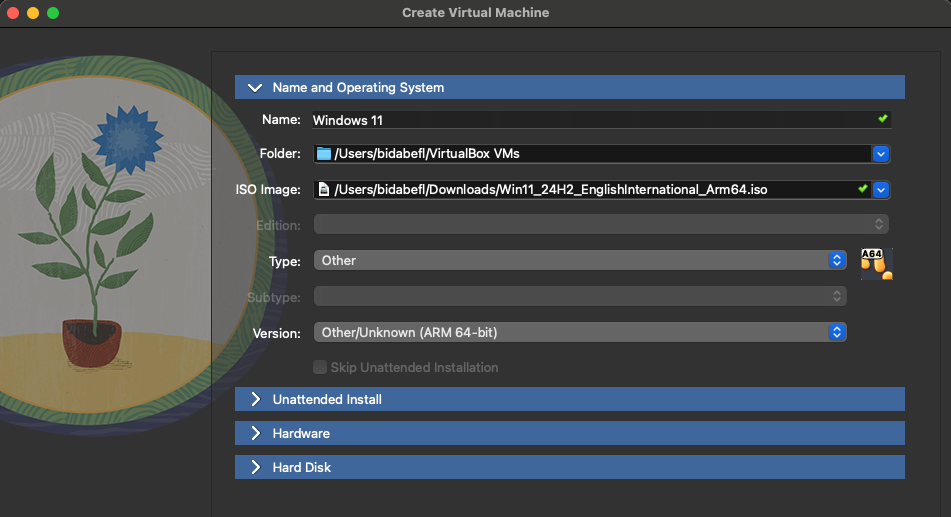 Create Virtual Machine
Name and Operating System
Name: Windows 11
Folder: /Users/bidabefl/VirtualBox VMs
ISO Image: /Users/bidabefl/Downloads/Win11_24H2_EnglishInternational_Arm64.iso
Edition:
Type: Other A64
Subtype:
Version: Other/Unknown (ARM 64-bit)
Skip Unattended Installation
Unattended Install
Hardware
Hard Disk